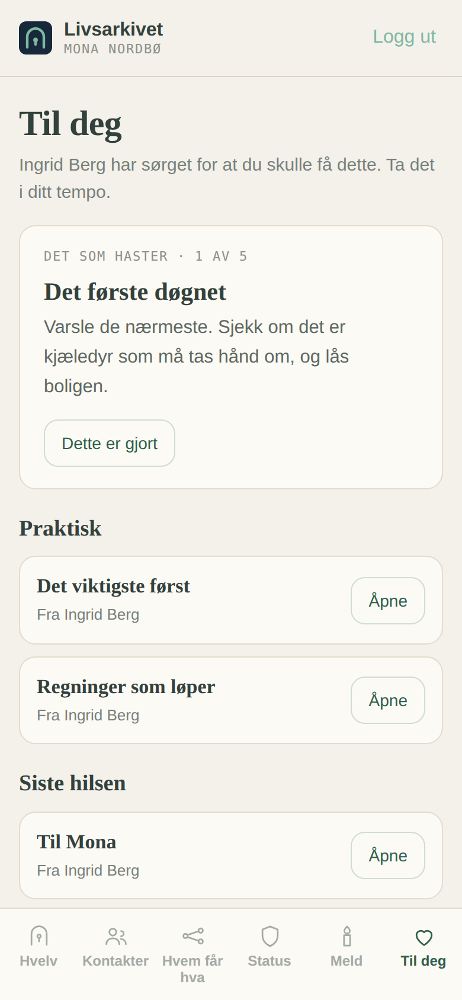 Livsarkivet
MONA NORDBØ
Logg ut
Til deg
Ingrid Berg har sørget for at du skulle få dette. Ta det
i ditt tempo.
DET SOM HASTER · 1 AV 5
Det første døgnet
Varsle de nærmeste. Sjekk om det er
kjæledyr som må tas hånd om, og lås
boligen.
Dette er gjort
Praktisk
Det viktigste først
Fra Ingrid Berg
Åpne
Regninger som løper
Fra Ingrid Berg
Åpne
Siste hilsen
Til Mona
Fra Ingrid Berg
Åpne
Hvelv
Kontakter
Hvem får
hva
Status
Meld
Til deg